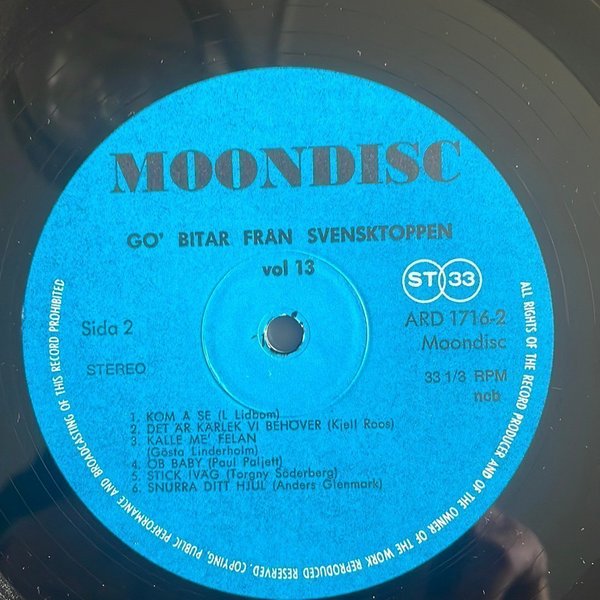 MOONDISC
GO' BITAR FRÅN SVENSKTOPPEN
vol 13
ST 33
Sida 2
ARD 1716-2
Moondisc
STEREO
33 1/3 RPM
ncb
1. KOM Å SE (L Lidbom)
2. DET ÄR KÄRLEK VI BEHÖVER (Kjell Roos)
3. KALLE ME' FELAN
(Gösta Linderholm)
4. ÖB BABY (Paul Paljett)
5. STICK IVÄG (Torgny Söderberg)
6. SNURRA DITT HJUL (Anders Glenmark)
ALL RIGHTS OF THE RECORD PRODUCER AND OF THE OWNER OF THE WORK REPRODUCED RESERVED. COPYING, PUBLIC PERFORMANCE AND BROADCASTING OF THIS RECORD PROHIBITED